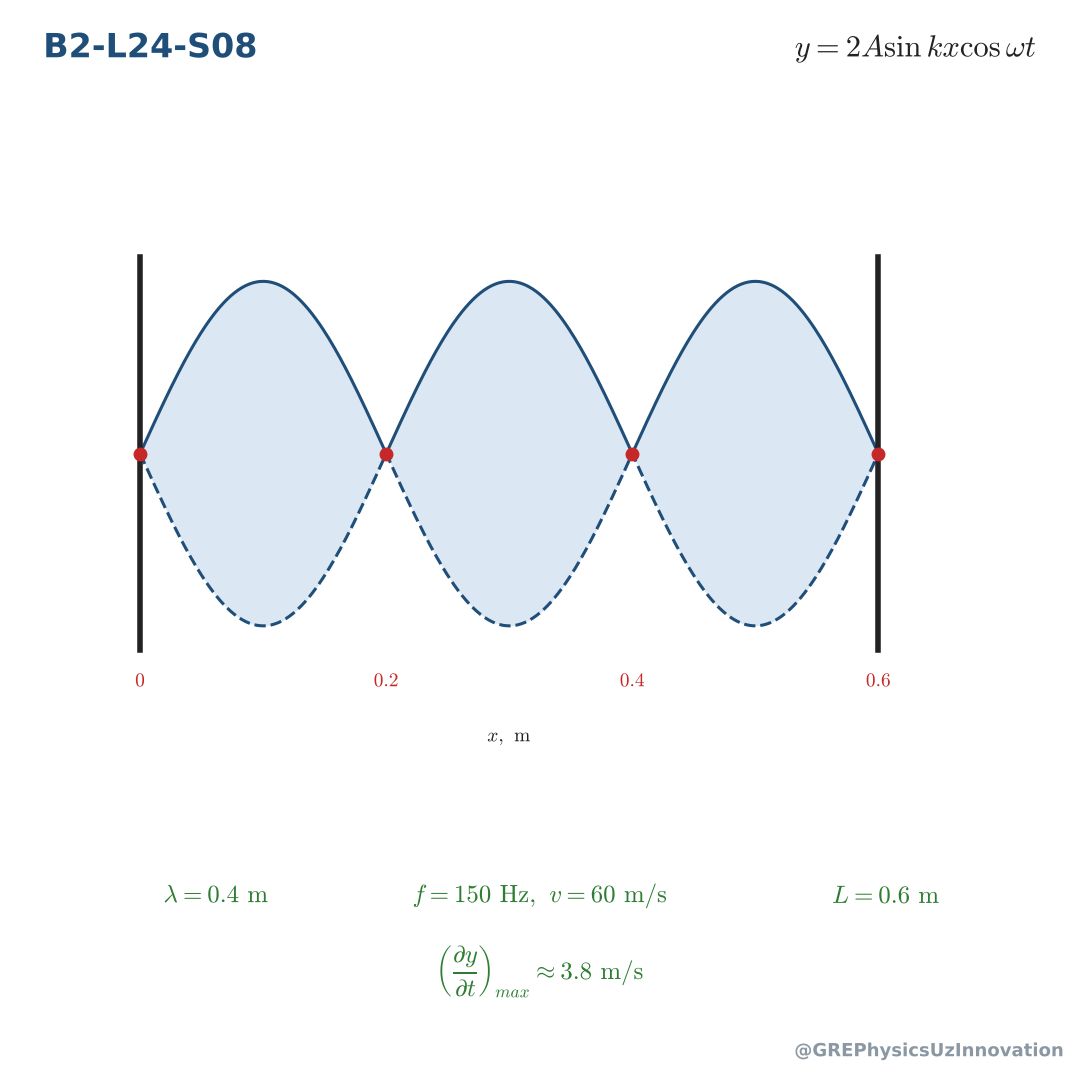 B2-L24-S08
y = 2A sin kx cos ωt
0 0.2 0.4 0.6
x, m
λ = 0.4 m f = 150 Hz, v = 60 m/s L = 0.6 m
(∂y/∂t)max ≈ 3.8 m/s
@GREPhysicsUzInnovation